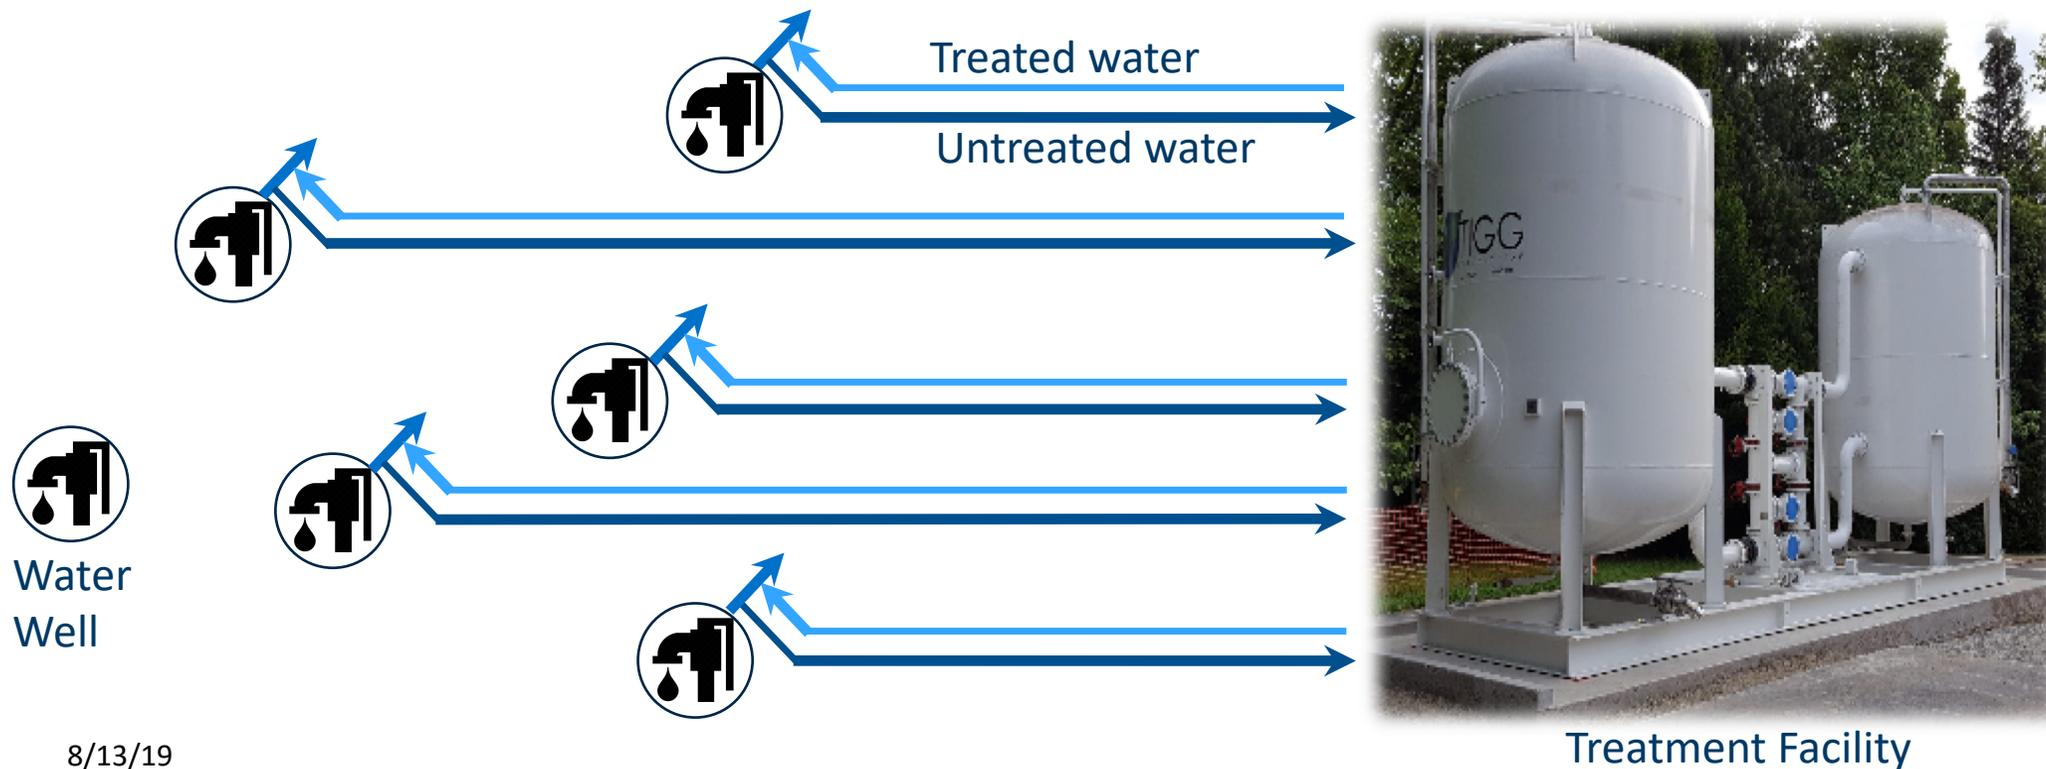 Treated water
Untreated water
TIGG
Water
Well
8/13/19
Treatment Facility